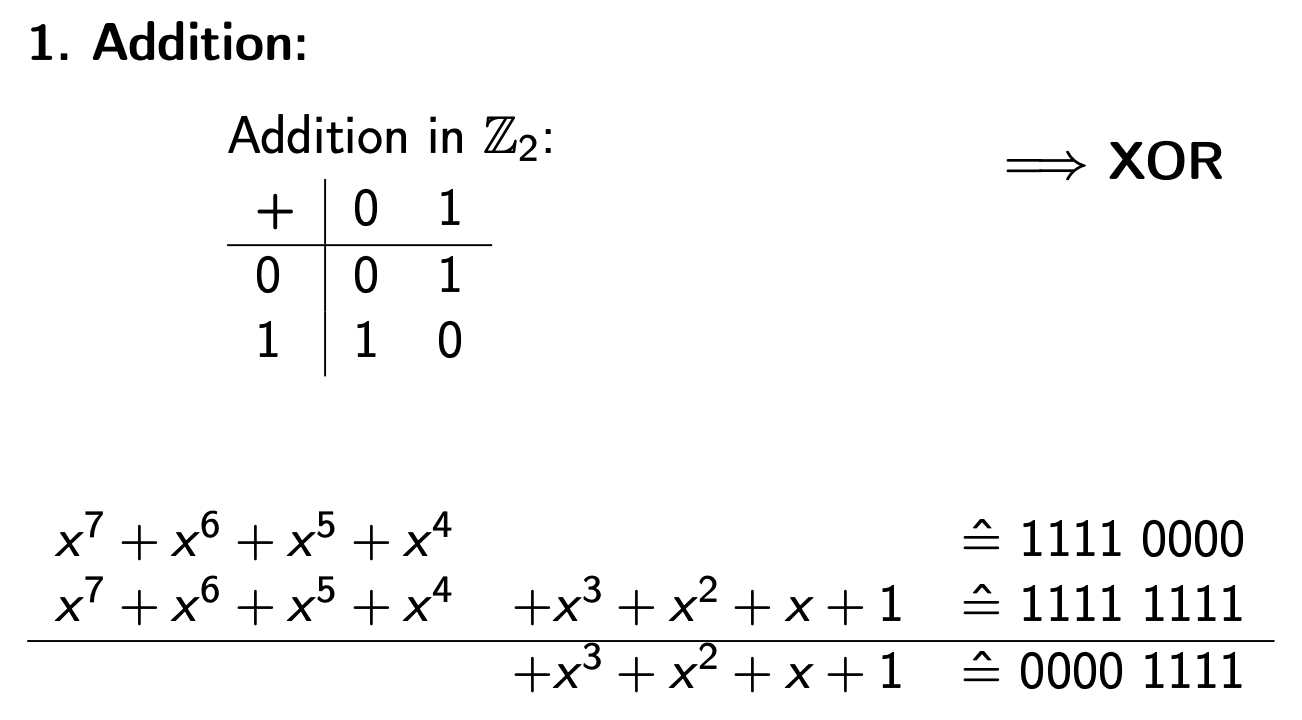 1. Addition:
Addition in ℤ₂:
⟹ XOR
+ | 0 1
0 | 0 1
1 | 1 0
x⁷ + x⁶ + x⁵ + x⁴ ≙ 1111 0000
x⁷ + x⁶ + x⁵ + x⁴ +x³ + x² + x + 1 ≙ 1111 1111
+x³ + x² + x + 1 ≙ 0000 1111